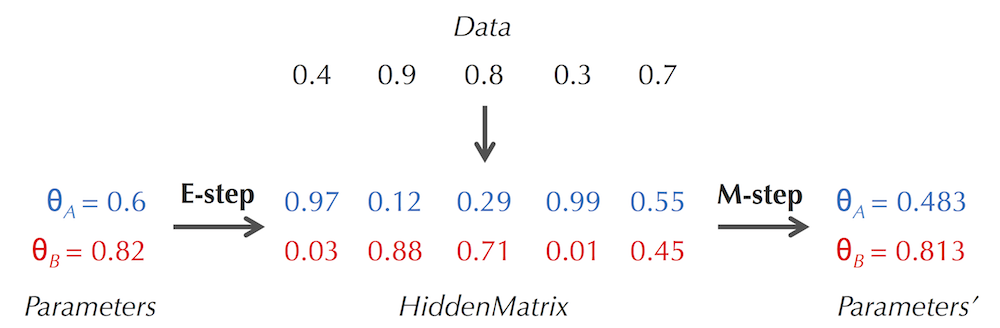 Data
0.4 0.9 0.8 0.3 0.7
θA = 0.6 E-step 0.97 0.12 0.29 0.99 0.55 M-step θA = 0.483
θB = 0.82 0.03 0.88 0.71 0.01 0.45 θB = 0.813
Parameters HiddenMatrix Parameters′